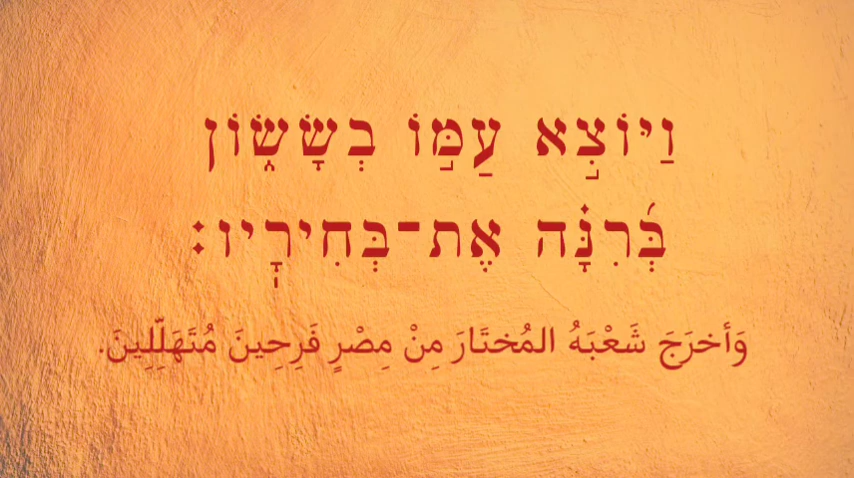 וַיּוֹצִ֣א עַמּ֣וֹ בְשָׂשׂ֑וֹן
בְּ֝רִנָּ֗ה אֶת־בְּחִירָֽיו׃
وَأخرَجَ شَعْبَهُ المُختَارَ مِنْ مِصْرٍ فَرِحِينَ مُتَهَلِّلِينَ.